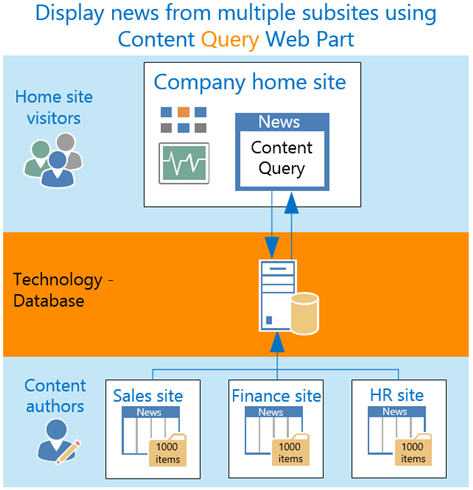 Display news from multiple subsites using
Content Query Web Part
Home site
visitors
Company home site
News
Content
Query
Technology -
Database
Content
authors
Sales site
News
1000
items
Finance site
News
1000
items
HR site
News
1000
items